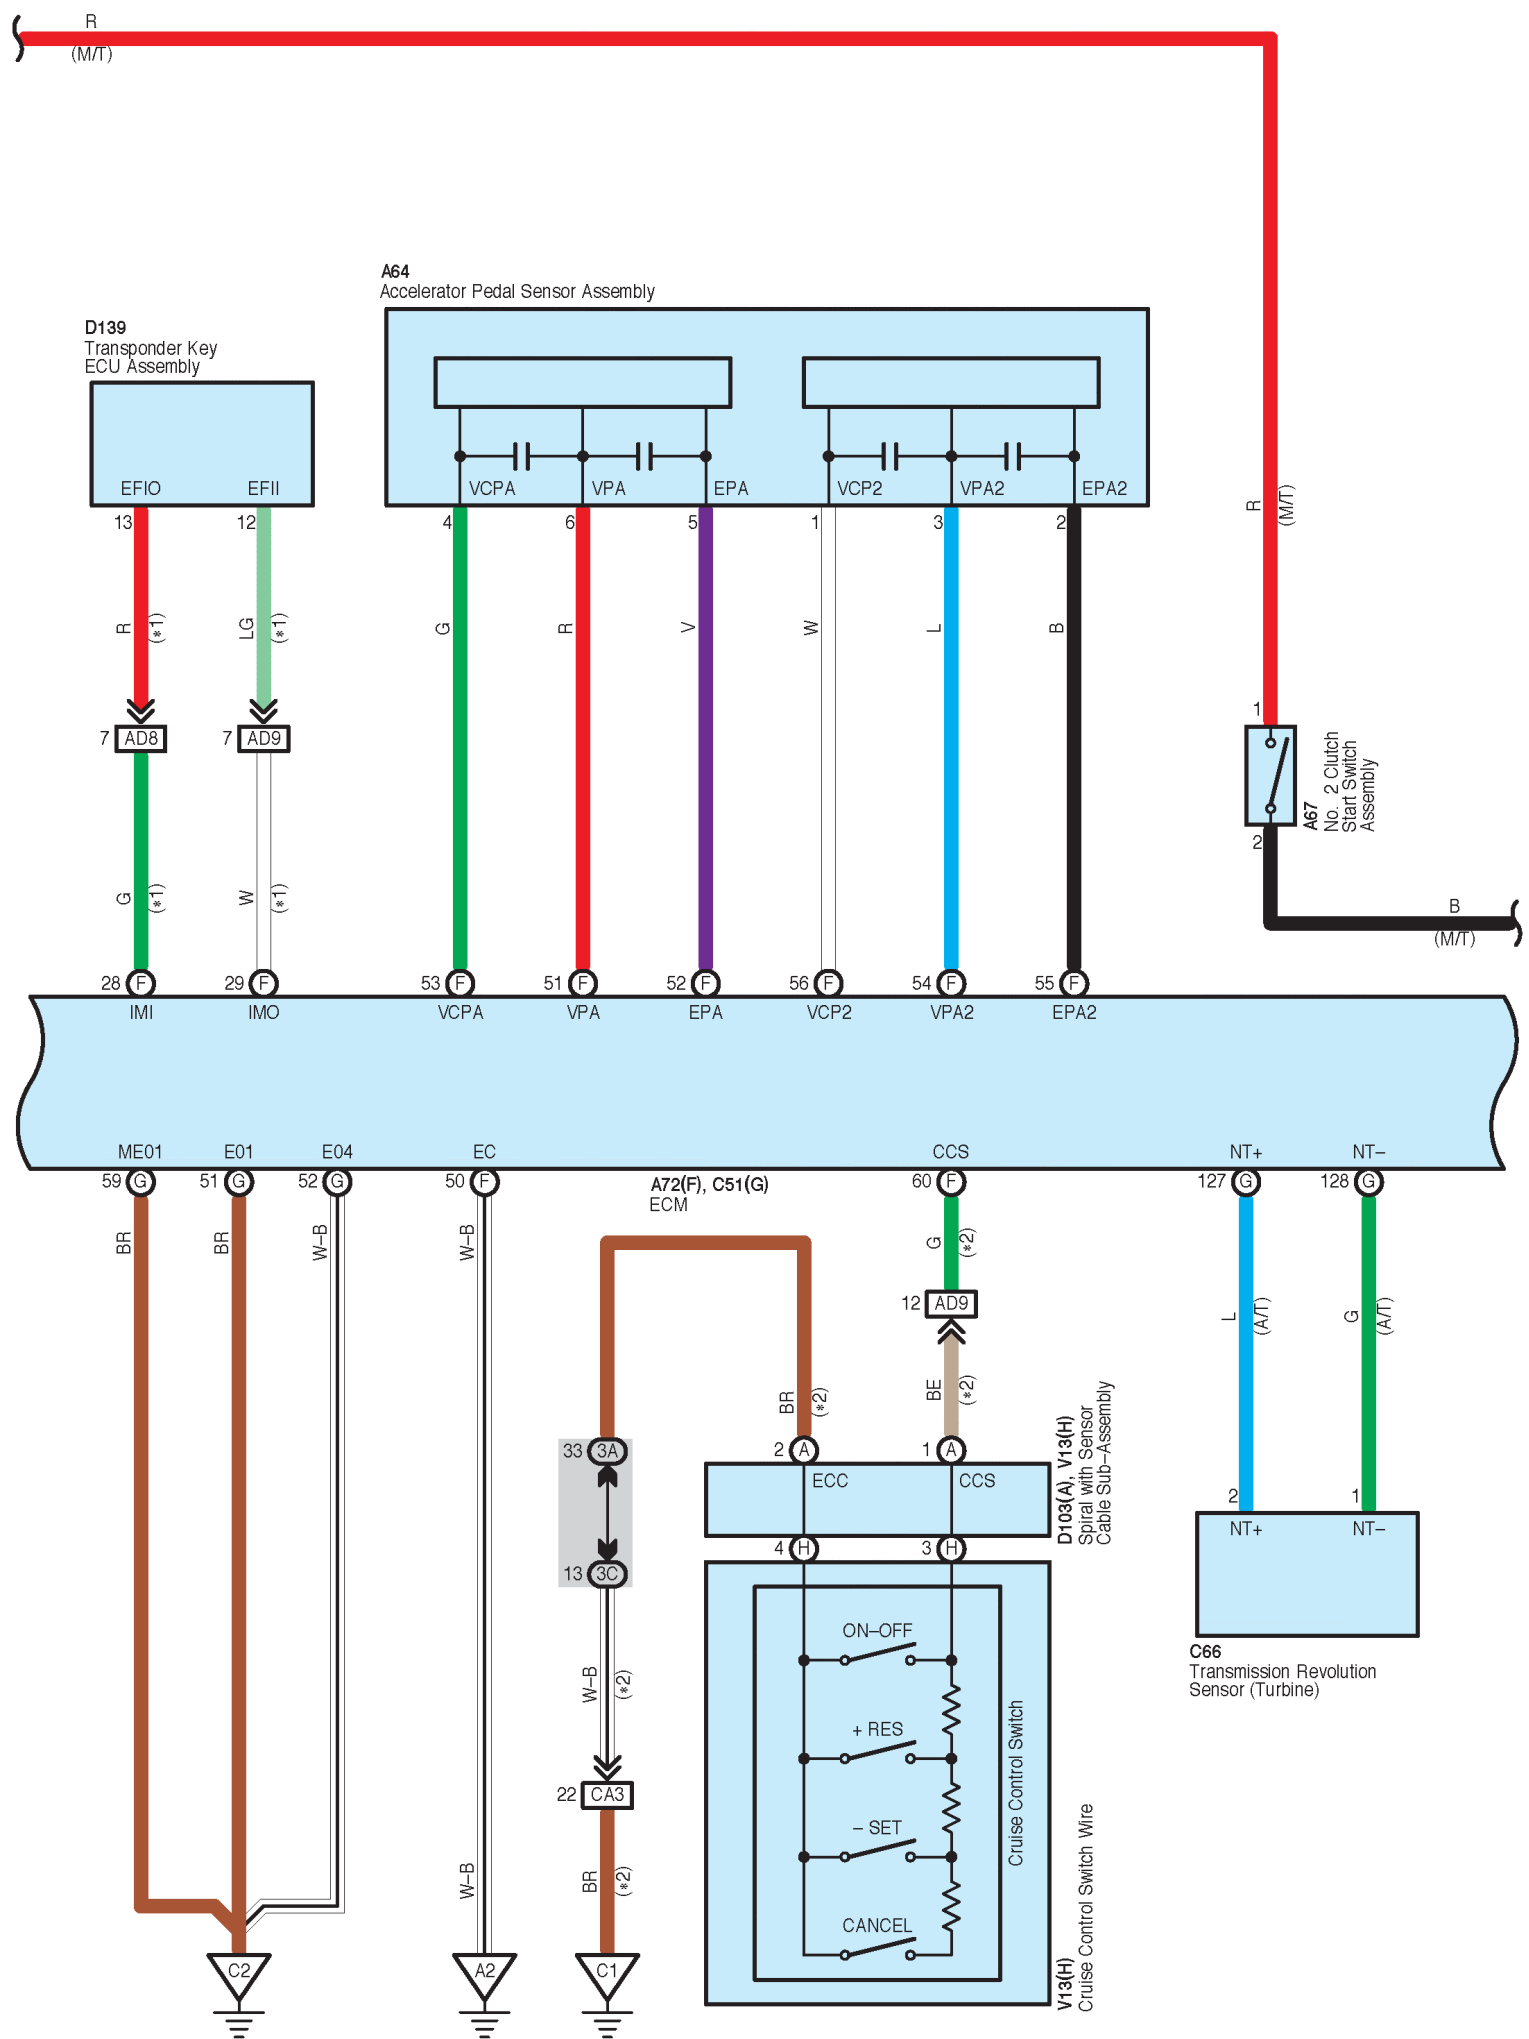 R
(M/T)
A64
Accelerator Pedal Sensor Assembly
D139
Transponder Key
ECU Assembly
EFIO
EFII
VCPA
VPA
EPA
VCP2
VPA2
EPA2
13
12
4
6
5
1
3
2
R
(M/T)
R
(*1)
LG
(*1)
G
R
V
W
L
B
1
7
AD8
7
AD9
A67
No. 2 Clutch
Start Switch
Assembly
2
G
(*1)
W
(*1)
B
(M/T)
28
F
29
F
53
F
51
F
52
F
56
F
54
F
55
F
IMI
IMO
VCPA
VPA
EPA
VCP2
VPA2
EPA2
ME01
E01
E04
EC
CCS
NT+
NT–
59
G
51
G
52
G
50
F
A72(F), C51(G)
ECM
60
F
127
G
128
G
BR
BR
W–B
W–B
G
(*2)
12
AD9
L
(A/T)
G
(A/T)
BR
(*2)
BE
(*2)
33
3A
2
A
1
A
D103(A), V13(H)
Spiral with Sensor
Cable Sub–Assembly
ECC
CCS
2
1
NT+
NT–
4
H
3
H
13
3C
ON–OFF
C66
Transmission Revolution
Sensor (Turbine)
W–B
(*2)
+ RES
Cruise Control Switch
22
CA3
– SET
W–B
BR
(*2)
CANCEL
V13(H)
Cruise Control Switch Wire
C2
A2
C1